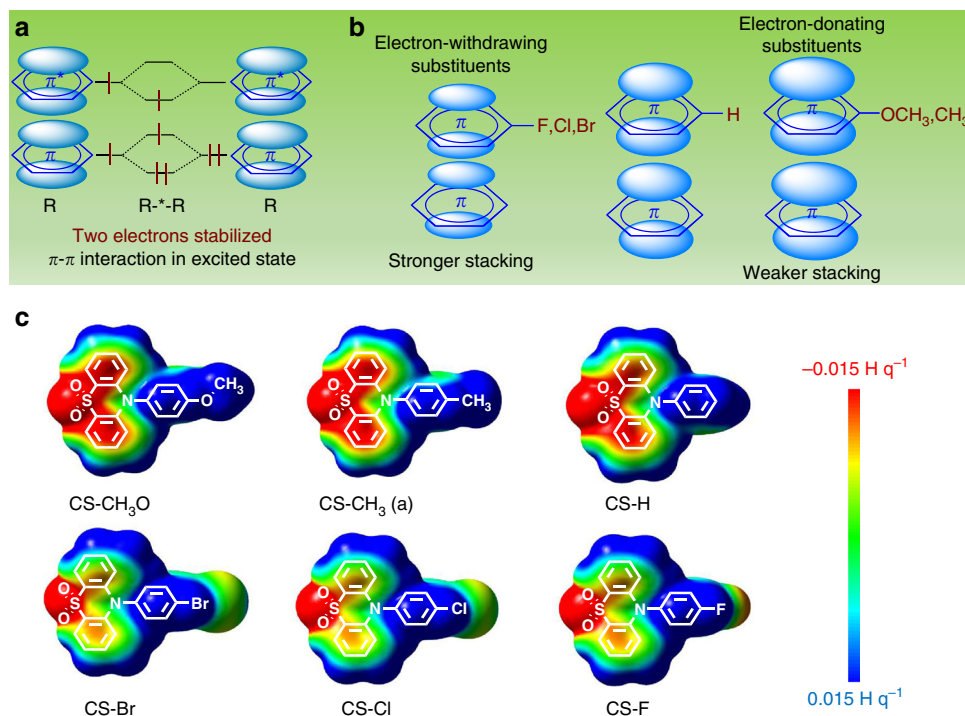 a
π*
π*
π
π
R
R-*-R
R
Two electrons stabilized
π-π interaction in excited state
b
Electron-withdrawing
substituents
Electron-donating
substituents
π
F,Cl,Br
π
H
π
OCH3,CH3
π
π
π
Stronger stacking
Weaker stacking
c
O
S
O
N
O
CH3
CS-CH3O
O
S
O
N
CH3
CS-CH3 (a)
O
S
O
N
CS-H
O
S
O
N
Br
CS-Br
O
S
O
N
Cl
CS-Cl
O
S
O
N
F
CS-F
−0.015 H q−1
0.015 H q−1